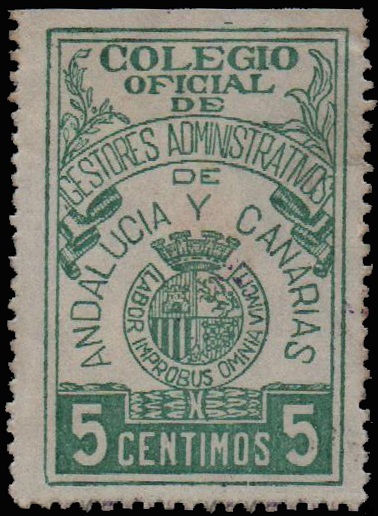 COLEGIO
OFICIAL
DE
GESTORES ADMINISTRATIVOS
DE
ANDALUCIA Y CANARIAS
LABOR IMPROBUS OMNIA VINCIT
5 CENTIMOS 5